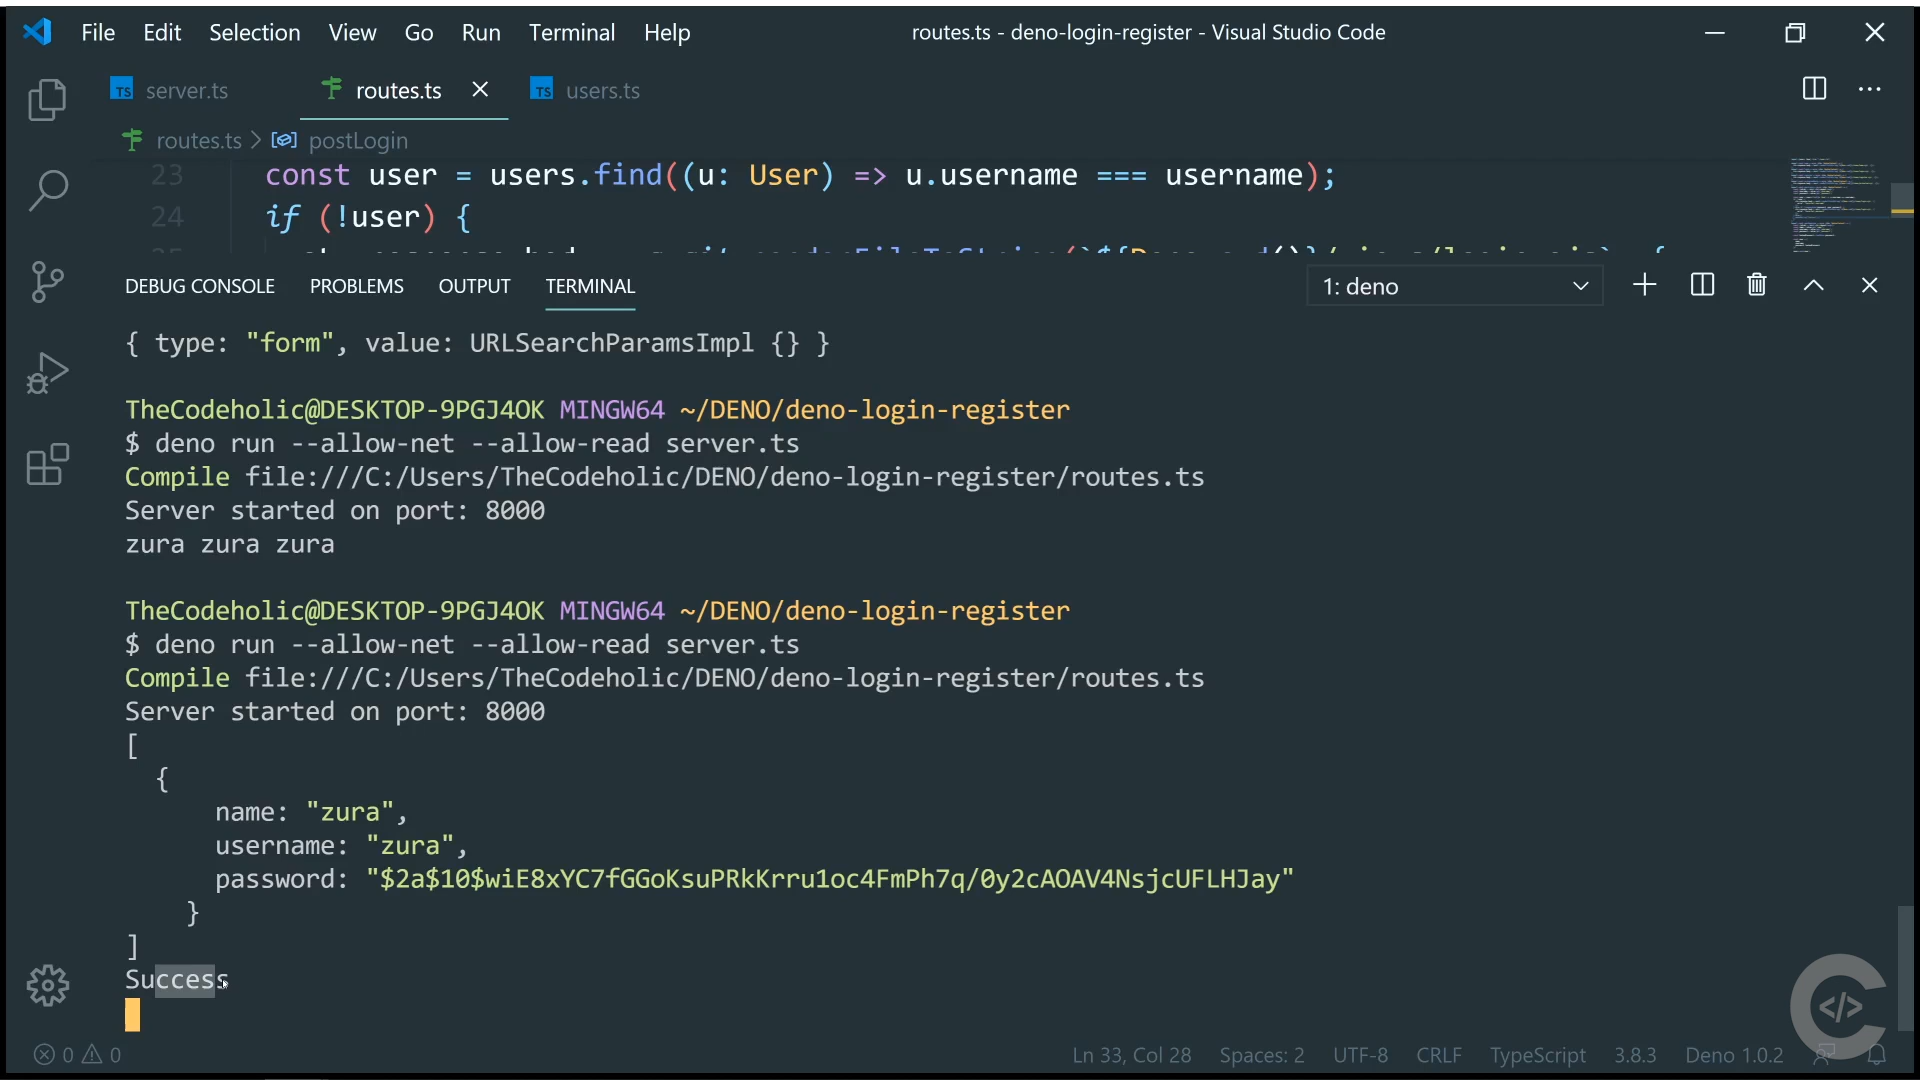 File Edit Selection View Go Run Terminal Help routes.ts - deno-login-register - Visual Studio Code
TS server.ts routes.ts TS users.ts
routes.ts > postLogin
23 const user = users.find((u: User) => u.username === username);
24 if (!user) {
DEBUG CONSOLE PROBLEMS OUTPUT TERMINAL 1: deno
{ type: "form", value: URLSearchParamsImpl {} }
TheCodeholic@DESKTOP-9PGJ4OK MINGW64 ~/DENO/deno-login-register
$ deno run --allow-net --allow-read server.ts
Compile file:///C:/Users/TheCodeholic/DENO/deno-login-register/routes.ts
Server started on port: 8000
zura zura zura
TheCodeholic@DESKTOP-9PGJ4OK MINGW64 ~/DENO/deno-login-register
$ deno run --allow-net --allow-read server.ts
Compile file:///C:/Users/TheCodeholic/DENO/deno-login-register/routes.ts
Server started on port: 8000
[
{
name: "zura",
username: "zura",
password: "$2a$10$wiE8xYC7fGGoKsuPRkKrru1oc4FmPh7q/0y2cAOAV4NsjcUFLHJay"
}
]
Success
0 0 Ln 33, Col 28 Spaces: 2 UTF-8 CRLF TypeScript 3.8.3 Deno 1.0.2